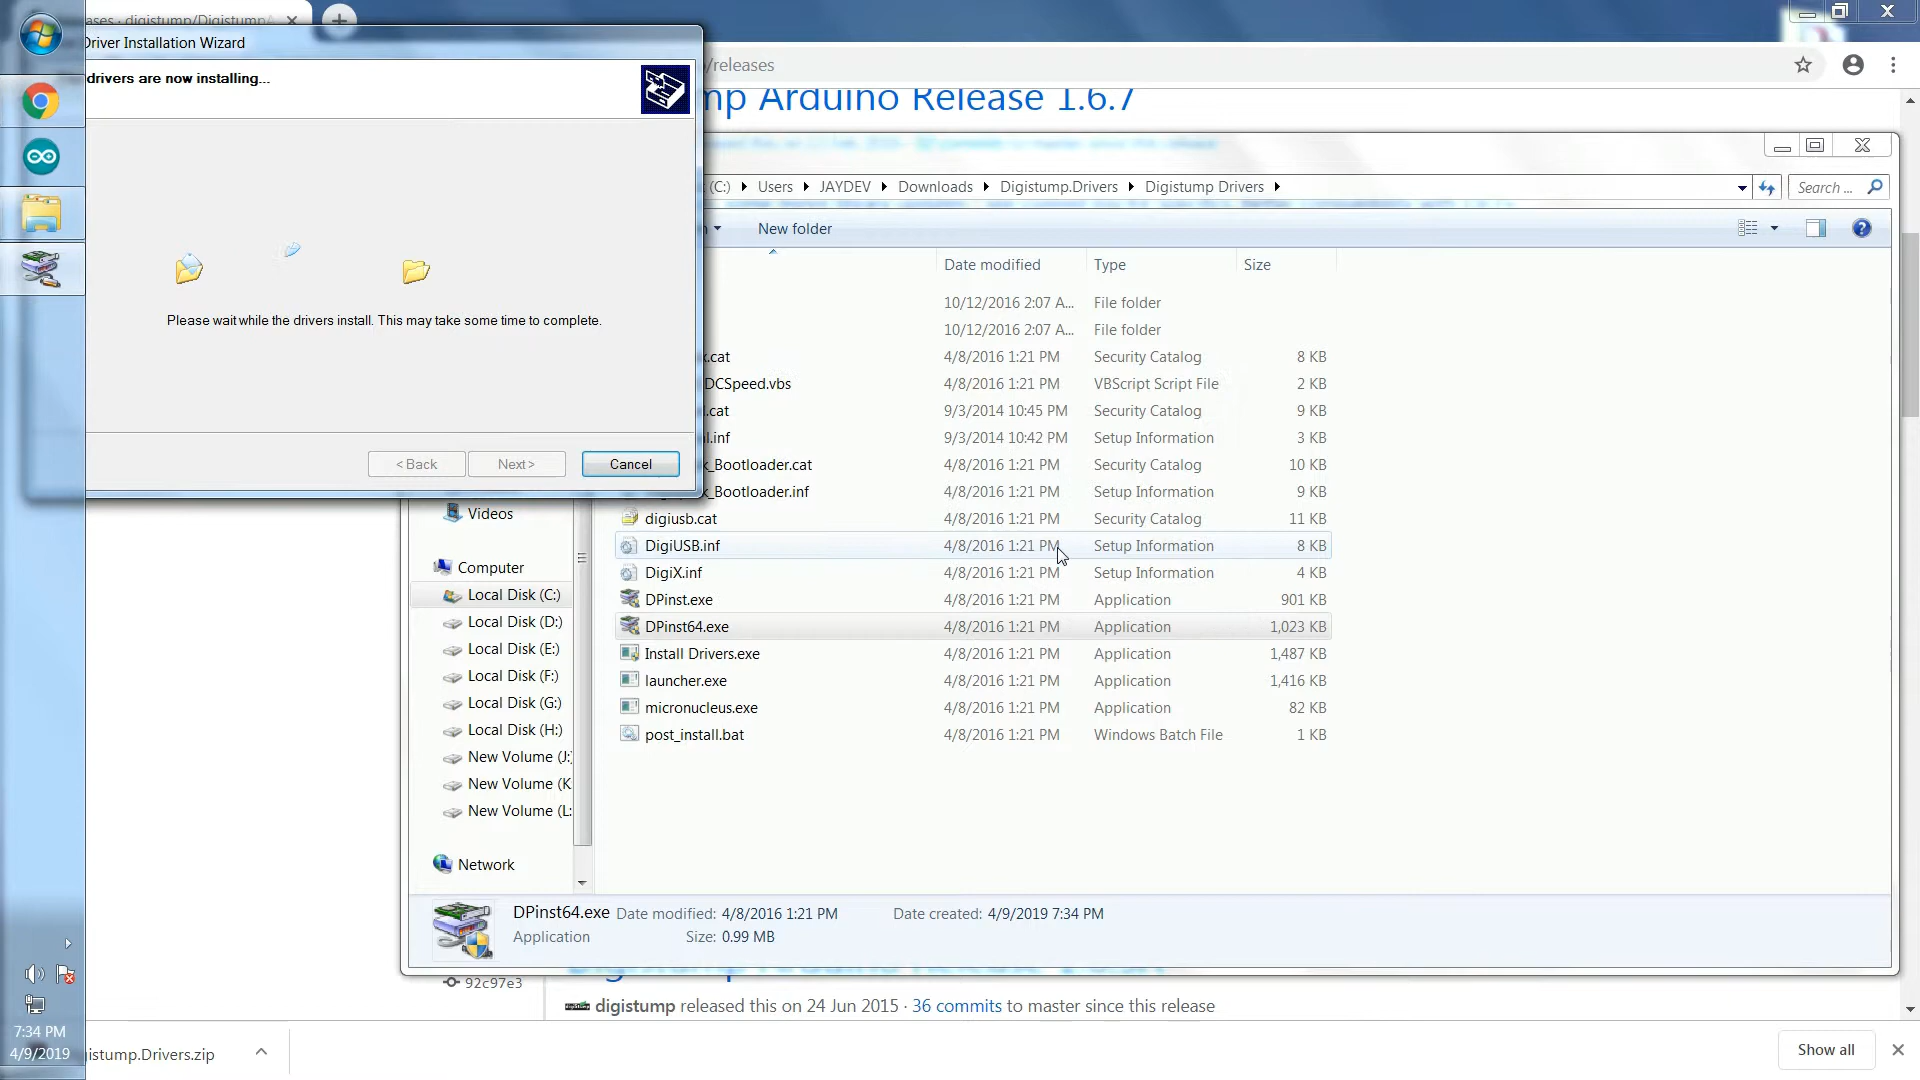 Driver Installation Wizard
drivers are now installing...
Please wait while the drivers install. This may take some time to complete.
< Back
Next >
Cancel
/releases
mp Arduino Release 1.6.7
(C:) Users JAYDEV Downloads Digistump.Drivers Digistump Drivers
Search ...
New folder
Date modified Type Size
10/12/2016 2:07 A... File folder
10/12/2016 2:07 A... File folder
x.cat 4/8/2016 1:21 PM Security Catalog 8 KB
DCSpeed.vbs 4/8/2016 1:21 PM VBScript Script File 2 KB
.cat 9/3/2014 10:45 PM Security Catalog 9 KB
l.inf 9/3/2014 10:42 PM Setup Information 3 KB
k_Bootloader.cat 4/8/2016 1:21 PM Security Catalog 10 KB
k_Bootloader.inf 4/8/2016 1:21 PM Setup Information 9 KB
digiusb.cat 4/8/2016 1:21 PM Security Catalog 11 KB
DigiUSB.inf 4/8/2016 1:21 PM Setup Information 8 KB
DigiX.inf 4/8/2016 1:21 PM Setup Information 4 KB
DPinst.exe 4/8/2016 1:21 PM Application 901 KB
DPinst64.exe 4/8/2016 1:21 PM Application 1,023 KB
Install Drivers.exe 4/8/2016 1:21 PM Application 1,487 KB
launcher.exe 4/8/2016 1:21 PM Application 1,416 KB
micronucleus.exe 4/8/2016 1:21 PM Application 82 KB
post_install.bat 4/8/2016 1:21 PM Windows Batch File 1 KB
Videos
Computer
Local Disk (C:)
Local Disk (D:)
Local Disk (E:)
Local Disk (F:)
Local Disk (G:)
Local Disk (H:)
New Volume (J:
New Volume (K
New Volume (L:
Network
DPinst64.exe Date modified: 4/8/2016 1:21 PM Date created: 4/9/2019 7:34 PM
Application Size: 0.99 MB
92c97e3
digistump released this on 24 Jun 2015 · 36 commits to master since this release
7:34 PM
4/9/2019
gistump.Drivers.zip
Show all